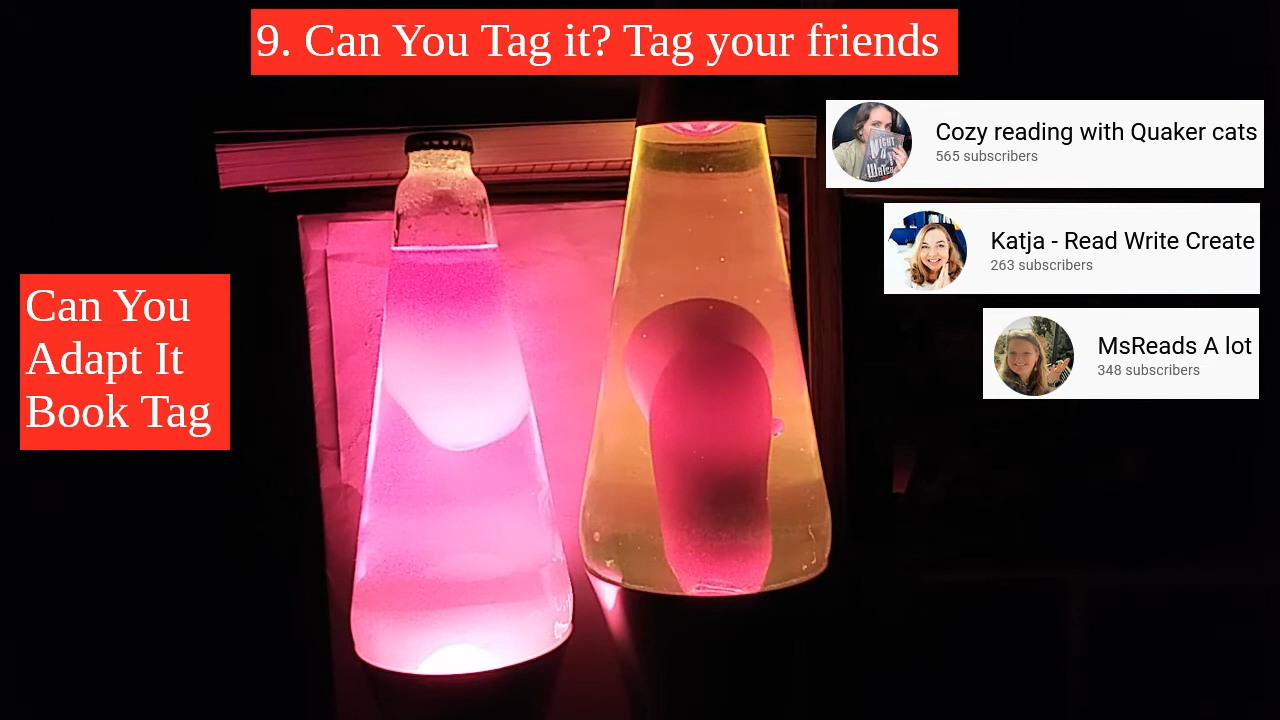 9. Can You Tag it? Tag your friends
Cozy reading with Quaker cats
565 subscribers
Katja - Read Write Create
263 subscribers
MsReads A lot
348 subscribers
Can You
Adapt It
Book Tag